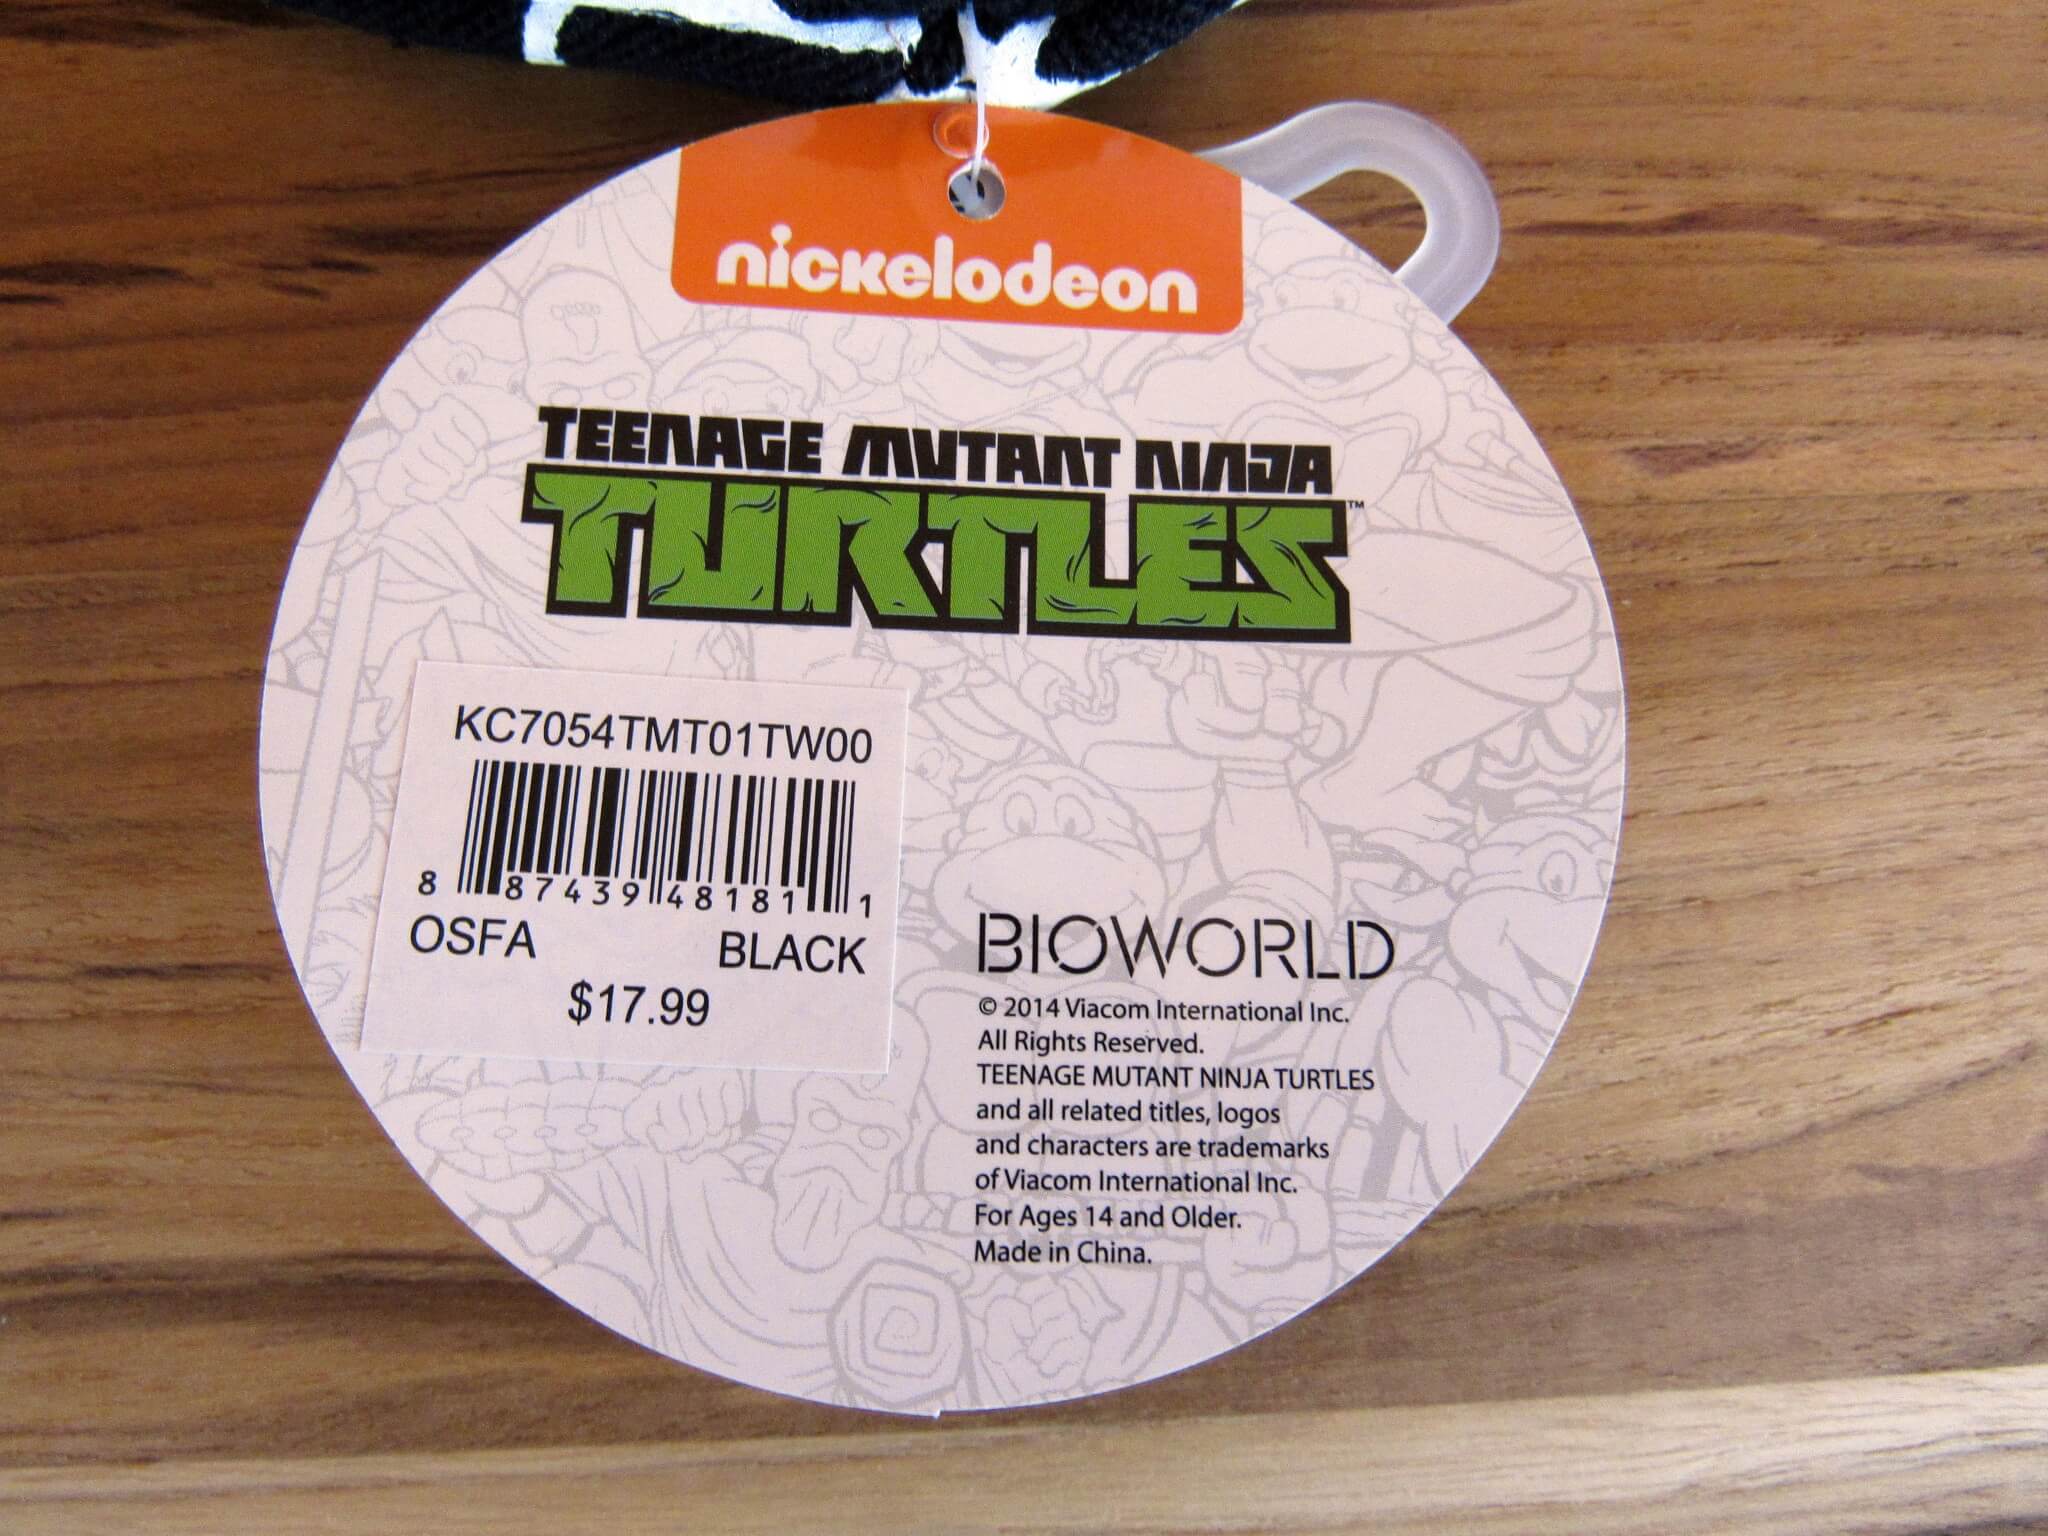 nickelodeon
TEENAGE MUTANT NINJA
TURTLES™
KC7054TMT01TW00
8 87439 48181 1
OSFA BLACK
$17.99
BIOWORLD
© 2014 Viacom International Inc.
All Rights Reserved.
TEENAGE MUTANT NINJA TURTLES
and all related titles, logos
and characters are trademarks
of Viacom International Inc.
For Ages 14 and Older.
Made in China.